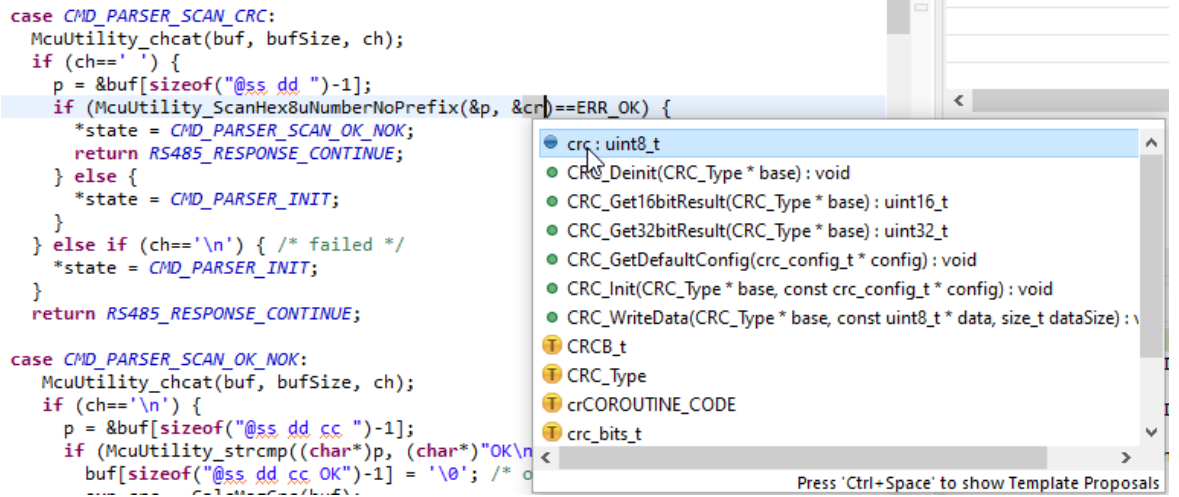 case CMD_PARSER_SCAN_CRC:
McuUtility_chcat(buf, bufSize, ch);
if (ch==' ') {
p = &buf[sizeof("@ss dd ")-1];
if (McuUtility_ScanHex8uNumberNoPrefix(&p, &cr)==ERR_OK) {
*state = CMD_PARSER_SCAN_OK_NOK;
return RS485_RESPONSE_CONTINUE;
} else {
*state = CMD_PARSER_INIT;
}
} else if (ch=='\n') { /* failed */
*state = CMD_PARSER_INIT;
}
return RS485_RESPONSE_CONTINUE;
case CMD_PARSER_SCAN_OK_NOK:
McuUtility_chcat(buf, bufSize, ch);
if (ch=='\n') {
p = &buf[sizeof("@ss dd cc ")-1];
if (McuUtility_strcmp((char*)p, (char*)"OK\n
buf[sizeof("@ss dd cc OK")-1] = '\0'; /* o
crc : uint8_t
CRC_Deinit(CRC_Type * base) : void
CRC_Get16bitResult(CRC_Type * base) : uint16_t
CRC_Get32bitResult(CRC_Type * base) : uint32_t
CRC_GetDefaultConfig(crc_config_t * config) : void
CRC_Init(CRC_Type * base, const crc_config_t * config) : void
CRC_WriteData(CRC_Type * base, const uint8_t * data, size_t dataSize) :
CRCB_t
CRC_Type
crCOROUTINE_CODE
crc_bits_t
Press 'Ctrl+Space' to show Template Proposals